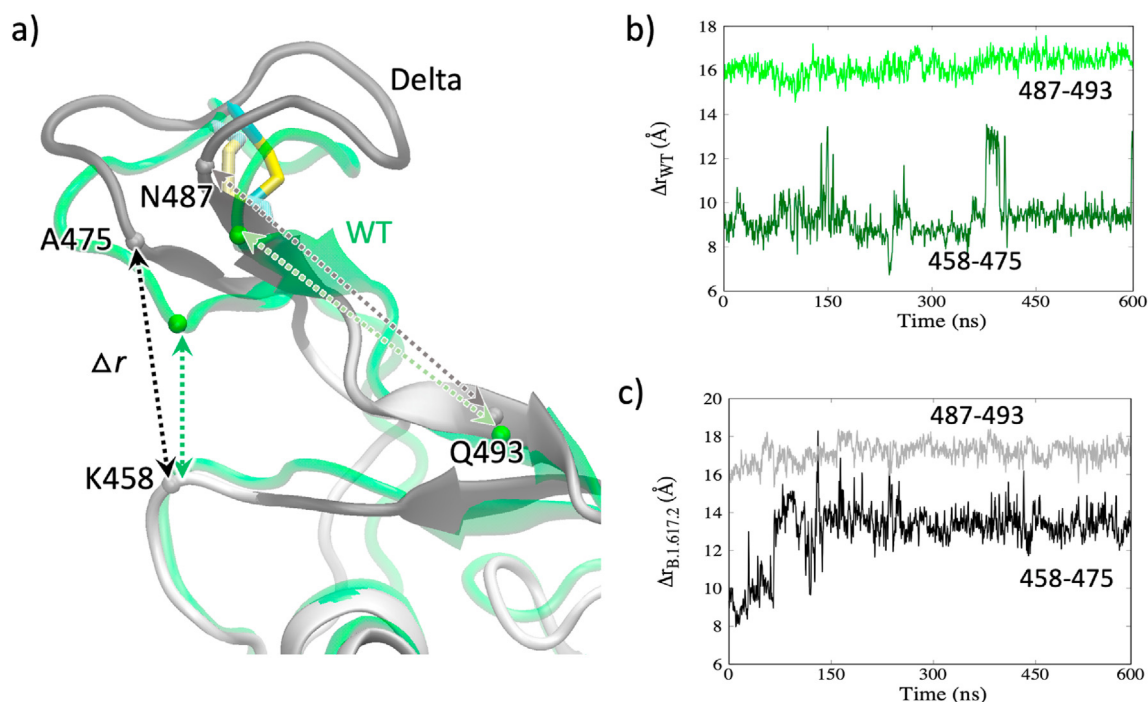 a)
Delta
N487
A475
WT
Δr
K458
Q493
b)
18
16
14
12
10
8
6
Δr_WT (Å)
487-493
458-475
0 150 300 450 600
Time (ns)
c)
20
18
16
14
12
10
8
6
Δr_B.1.617.2 (Å)
487-493
458-475
0 150 300 450 600
Time (ns)